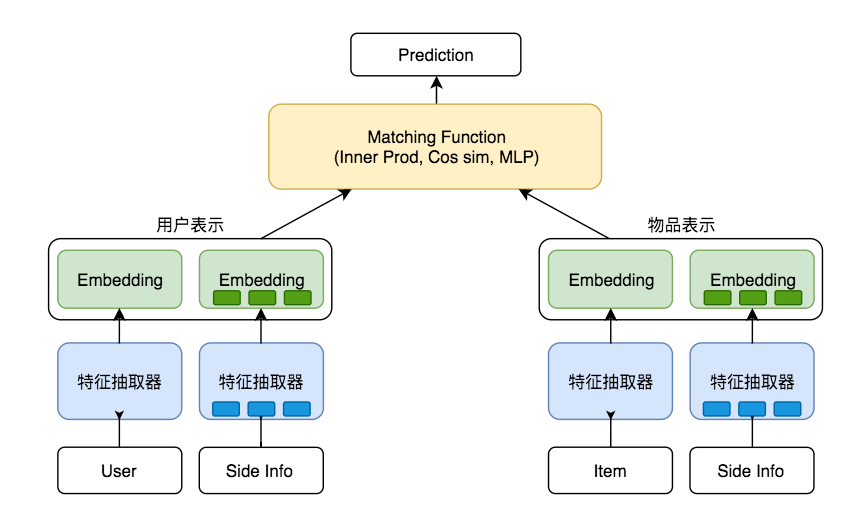 Prediction
Matching Function
(Inner Prod, Cos sim, MLP)
用户表示
物品表示
Embedding
Embedding
Embedding
Embedding
特征抽取器
特征抽取器
特征抽取器
特征抽取器
User
Side Info
Item
Side Info